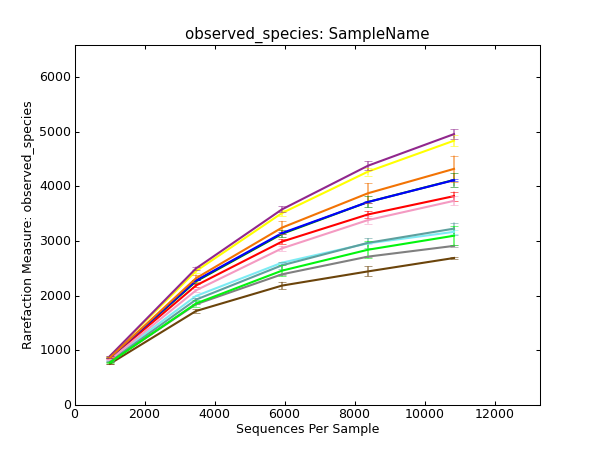 observed_species: SampleName
Rarefaction Measure: observed_species
6000
5000
4000
3000
2000
1000
0
0 2000 4000 6000 8000 10000 12000
Sequences Per Sample